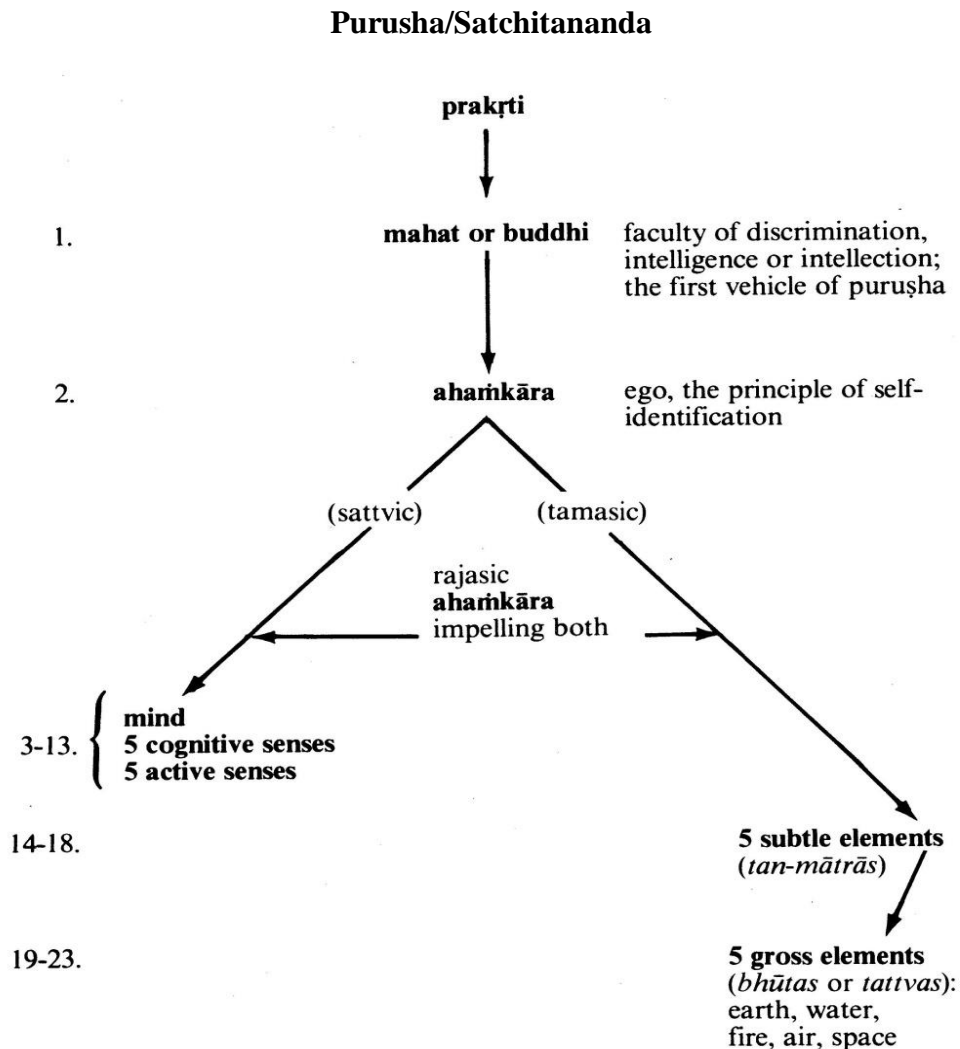 Purusha/Satchitananda
prakṛti
1. mahat or buddhi faculty of discrimination,
intelligence or intellection;
the first vehicle of puruṣha
2. ahaṁkāra ego, the principle of self-
identification
(sattvic) (tamasic)
rajasic
ahaṁkāra
impelling both
mind
3-13. 5 cognitive senses
5 active senses
14-18. 5 subtle elements
(tan-mātrās)
19-23. 5 gross elements
(bhūtas or tattvas):
earth, water,
fire, air, space